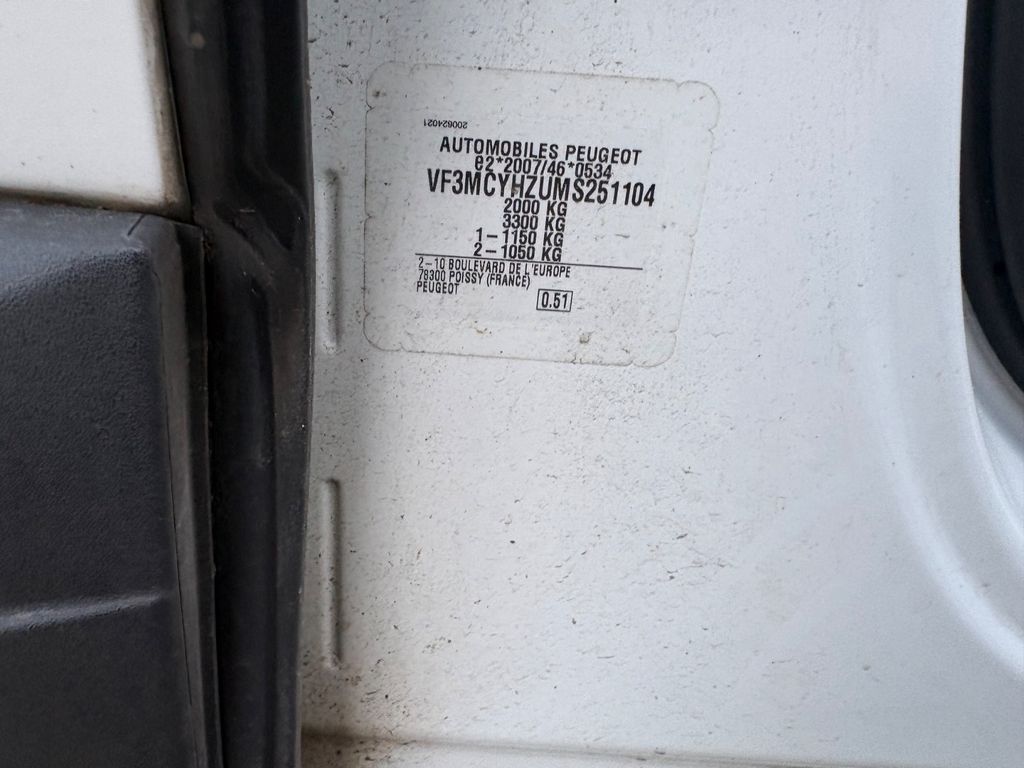 200624021
AUTOMOBILES PEUGEOT
e2*2007/46*0534
VF3MCYHZUMS251104
2000 KG
3300 KG
1-1150 KG
2-1050 KG
2-10 BOULEVARD DE L'EUROPE
78300 POISSY (FRANCE)
PEUGEOT
0.51